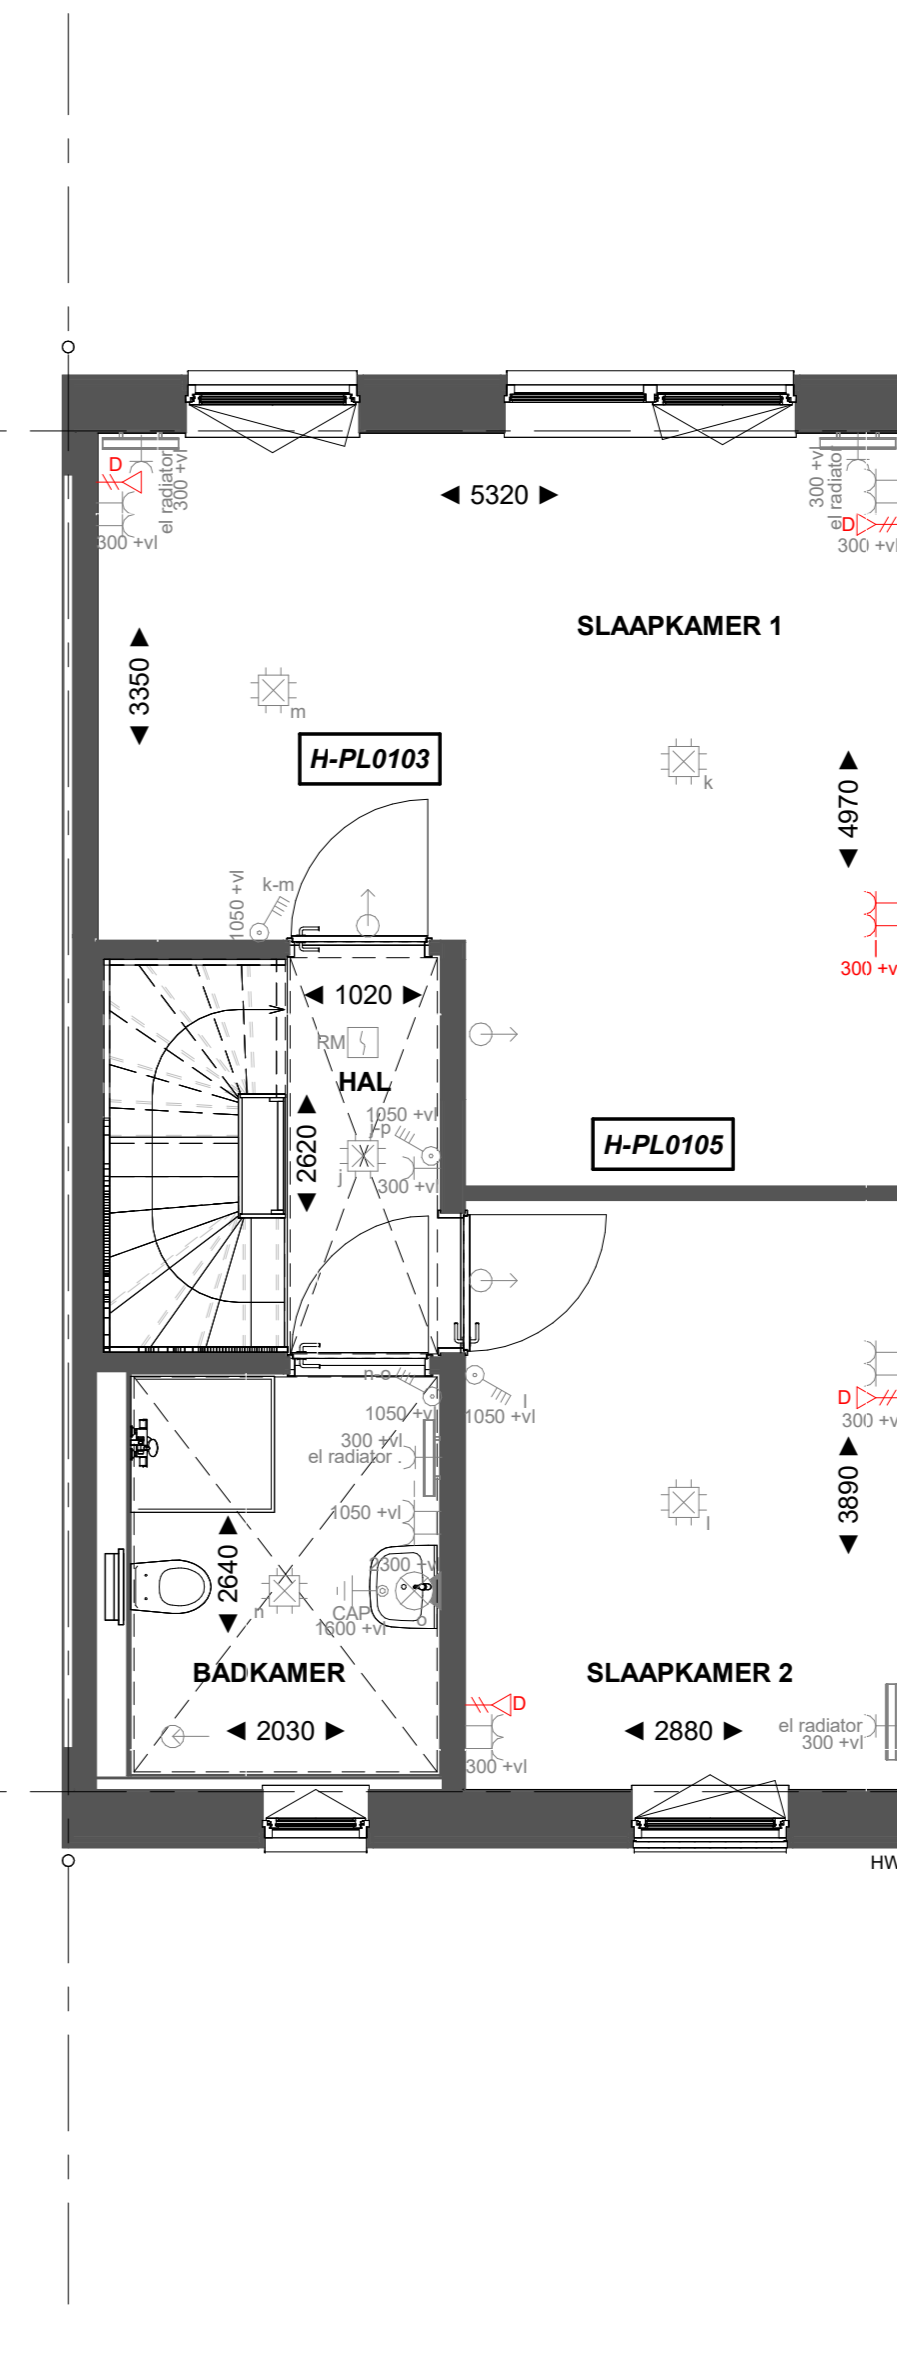 D
el radiator
300 +vl
300 +vl
◄ 5320 ►
300 +vl
el radiator
D
300 +vl
SLAAPKAMER 1
◄ 3350 ►
m
H-PL0103
k
◄ 4970 ►
1050 +vl
k-m
300 +vl
◄ 1020 ►
RM
HAL
1050 +vl
j-p
◄ 2620 ►
j
300 +vl
H-PL0105
n-o
1050 +vl
l
1050 +vl
D
300 +vl
300 +vl
el radiator
1050 +vl
◄ 3890 ►
l
◄ 2640 ►
2300 +vl
n
CAP
1600 +vl
BADKAMER
SLAAPKAMER 2
D
◄ 2030 ►
◄ 2880 ►
el radiator
300 +vl
300 +vl
HW